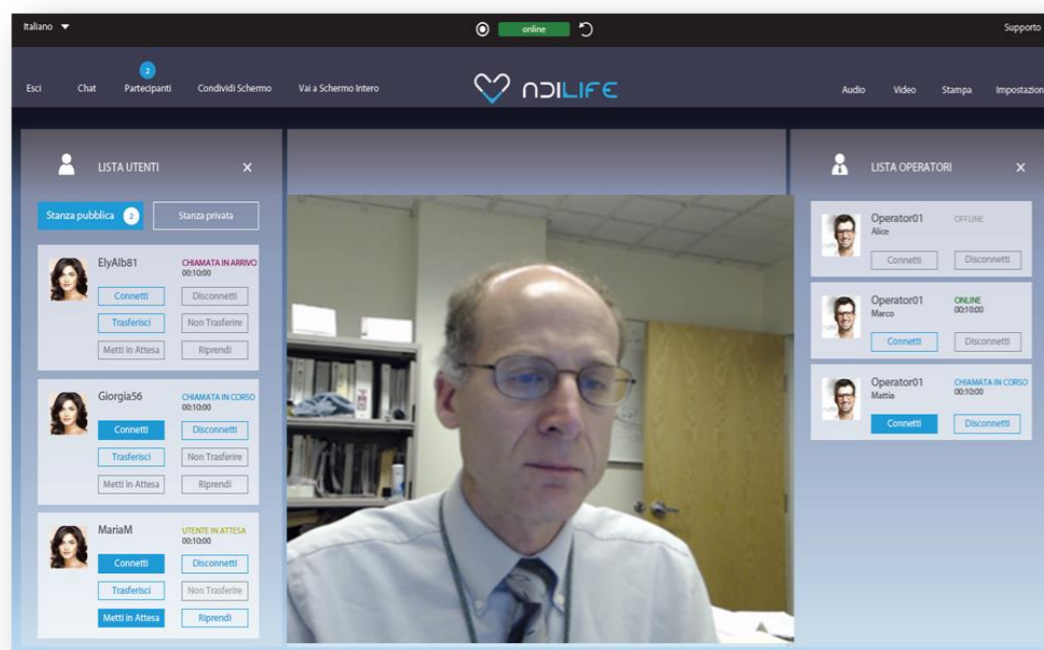 Italiano
online
Supporto
2
Esci Chat Partecipanti Condividi Schermo Vai a Schermo Intero
NDILIFE
Audio Video Stampa Impostazion
LISTA UTENTI
Stanza pubblica 2 Stanza privata
ElyAlb81 CHIAMATA IN ARRIVO
00:10:00
Connetti Disconnetti
Trasferisci Non Trasferire
Metti in Attesa Riprendi
Giorgia56 CHIAMATA IN CORSO
00:10:00
Connetti Disconnetti
Trasferisci Non Trasferire
Metti in Attesa Riprendi
MariaM UTENTE IN ATTESA
00:10:00
Connetti Disconnetti
Trasferisci Non Trasferire
Metti in Attesa Riprendi
LISTA OPERATORI
Operator01 OFFLINE
Alice
Connetti Disconnetti
Operator01 ONLINE
Marco 00:10:00
Connetti Disconnetti
Operator01 CHIAMATA IN CORSO
Mattia 00:10:00
Connetti Disconnetti